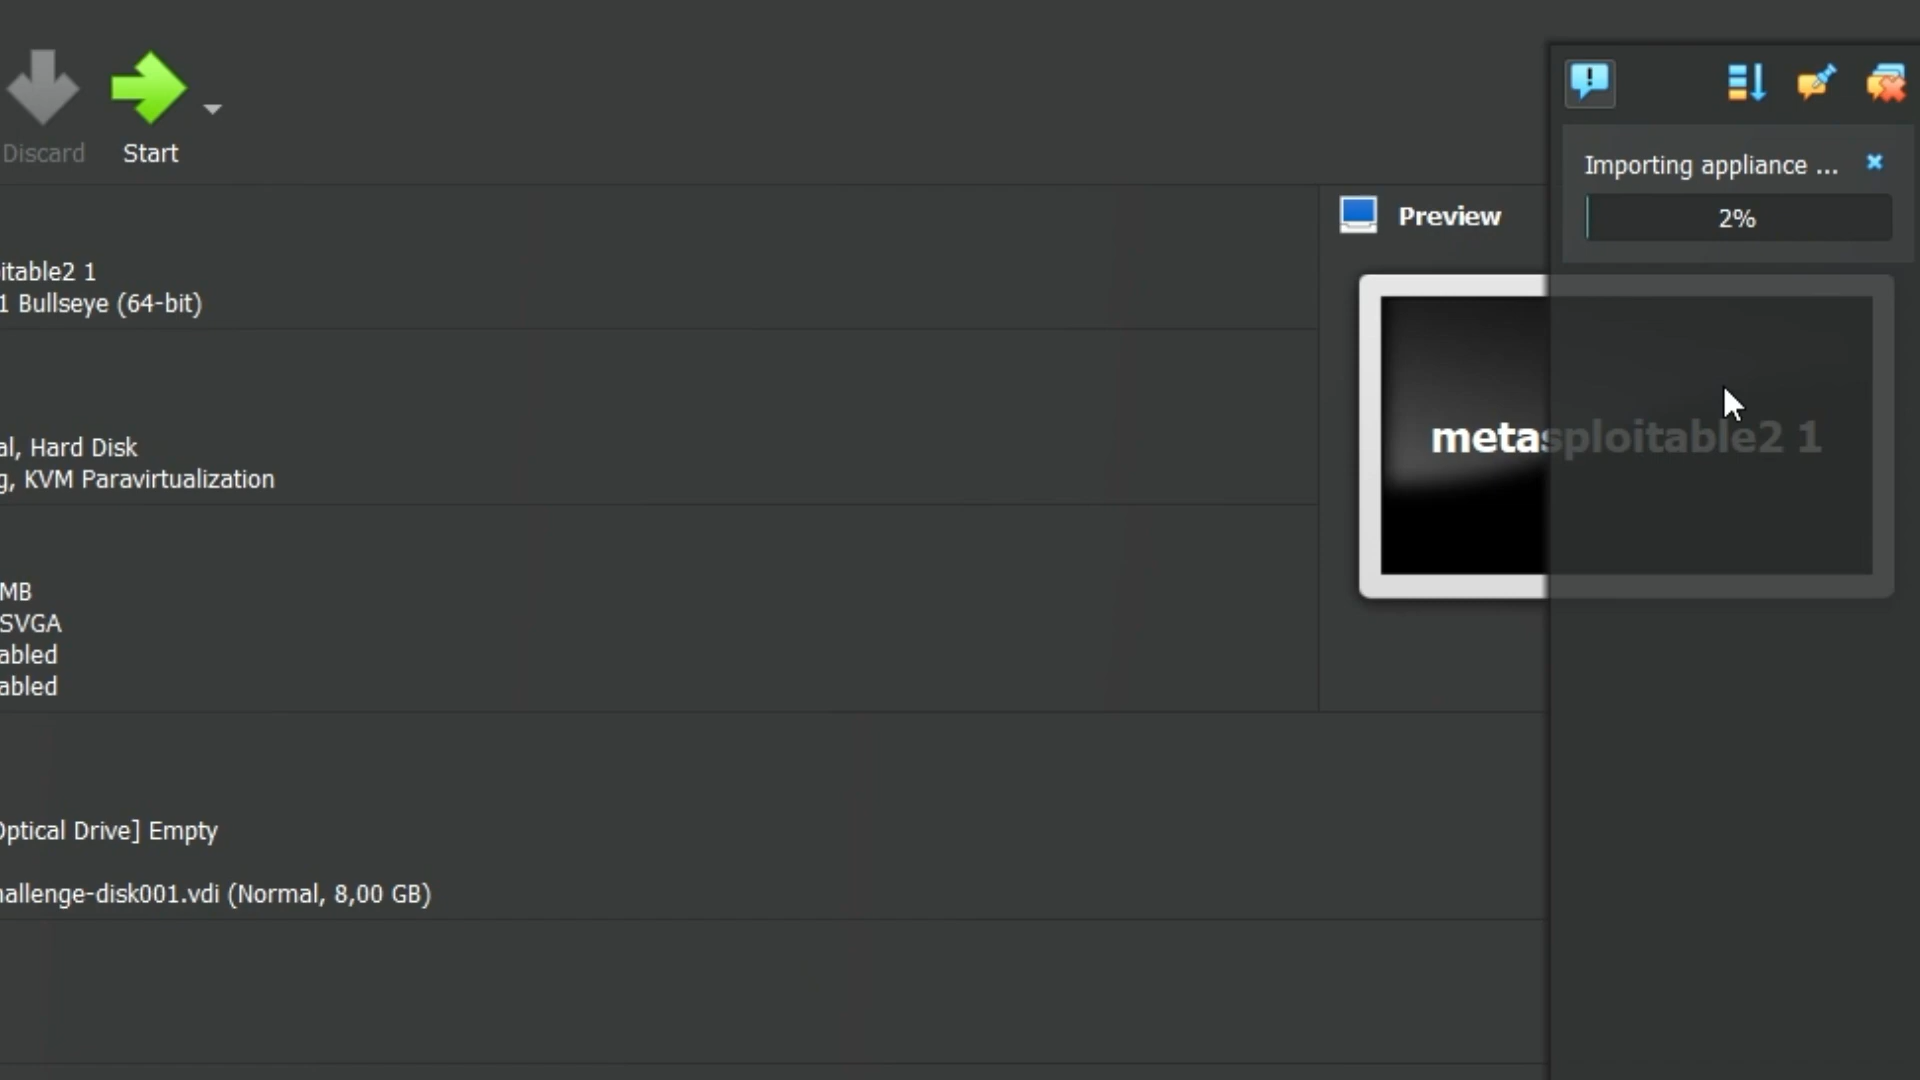 Discard
Start
Importing appliance ...
2%
Preview
itable2 1
1 Bullseye (64-bit)
metasploitable2 1
al, Hard Disk
g, KVM Paravirtualization
MB
SVGA
abled
abled
Optical Drive] Empty
hallenge-disk001.vdi (Normal, 8,00 GB)